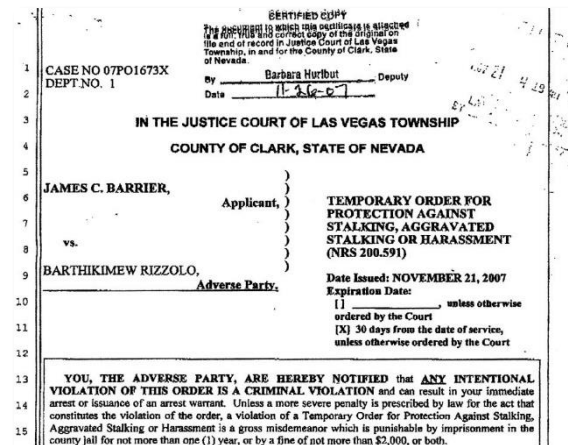 CERTIFIED COPY
The document to which this certificate is attached
is a full, true and correct copy of the original on
file and of record in Justice Court of Las Vegas
Township, in and for the County of Clark, State
of Nevada.
By Barbara Hurlbut Deputy
Date 11-26-07
1 CASE NO 07PO1673X
DEPT.NO. 1
2
3 IN THE JUSTICE COURT OF LAS VEGAS TOWNSHIP
4 COUNTY OF CLARK, STATE OF NEVADA
5 )
JAMES C. BARRIER, )
6 Applicant, ) TEMPORARY ORDER FOR
) PROTECTION AGAINST
7 ) STALKING, AGGRAVATED
8 vs. ) STALKING OR HARASSMENT
) (NRS 200.591)
9 BARTHIKIMEW RIZZOLO, )
Adverse Party. Date Issued: NOVEMBER 21, 2007
Expiration Date:
10 [ ] ____________, unless otherwise
ordered by the Court
11 [X] 30 days from the date of service,
unless otherwise ordered by the Court
12
13 YOU, THE ADVERSE PARTY, ARE HEREBY NOTIFIED that ANY INTENTIONAL
VIOLATION OF THIS ORDER IS A CRIMINAL VIOLATION and can result in your immediate
14 arrest or issuance of an arrest warrant. Unless a more severe penalty is prescribed by law for the act that
constitutes the violation of the order, a violation of a Temporary Order for Protection Against Stalking,
15 Aggravated Stalking or Harassment is a gross misdemeanor which is punishable by imprisonment in the
county jail for not more than one (1) year, or by a fine of not more than $2,000, or both.